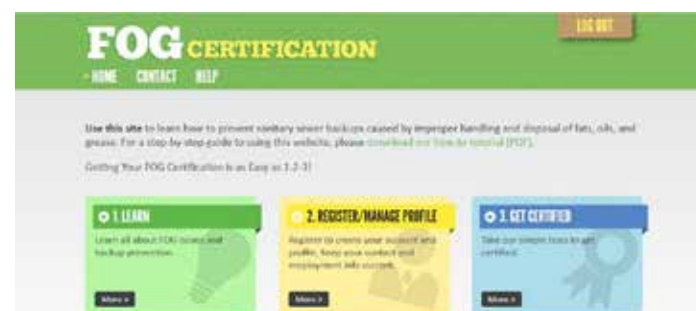 LOG OUT
FOG CERTIFICATION
HOME CONTACT HELP
Use this site to learn how to prevent sanitary sewer backups caused by improper handling and disposal of fats, oils, and
grease. For a step-by-step guide to using this website, please download our how-to tutorial (PDF).
Getting Your FOG Certification is as Easy as 1-2-3!
1. LEARN
Learn all about FOG issues and
backup prevention.
More >
2. REGISTER/MANAGE PROFILE
Register to create your account and
profile. Keep your contact and
employment info current.
More >
3. GET CERTIFIED
Take our simple tests to get
certified.
More >